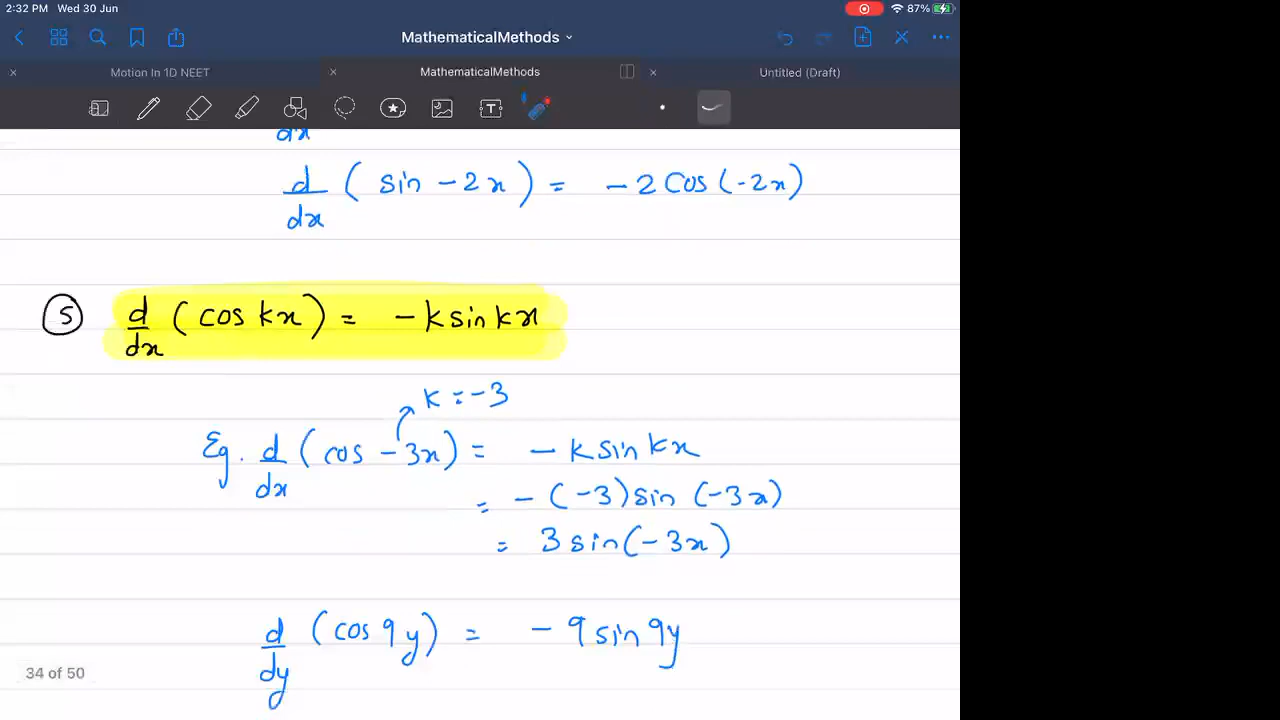 2:32 PM Wed 30 Jun 87%
MathematicalMethods
Motion In 1D NEET MathematicalMethods Untitled (Draft)
dx
d/dx (sin -2x) = -2 cos(-2x)
5 d/dx (cos kx) = -k sin kx
k = -3
Eg. d/dx (cos -3x) = - k sin kx
= - (-3) sin (-3x)
= 3 sin(-3x)
d/dy (cos 9y) = - 9 sin 9y
34 of 50